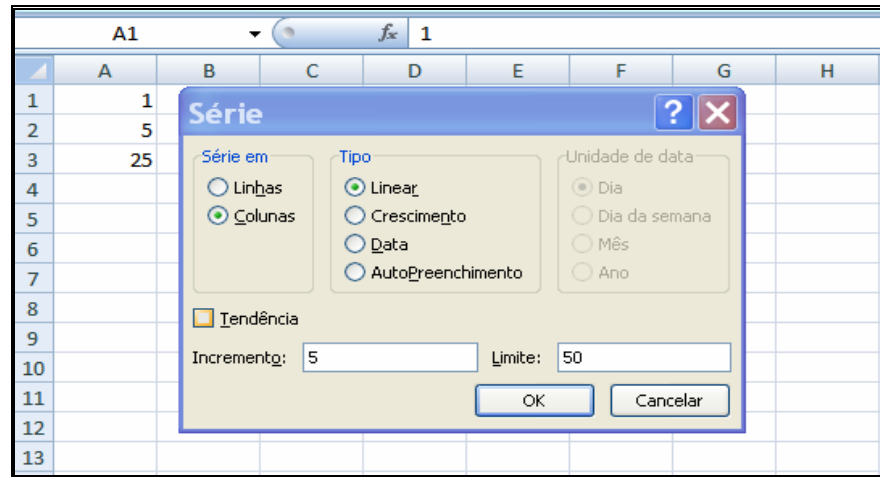 A1 fx 1
A B C D E F G H
1 1
2 5
3 25
4
5
6
7
8
9
10
11
12
13
Série ?
Série em
Linhas
Colunas
Tipo
Linear
Crescimento
Data
AutoPreenchimento
Unidade de data
Dia
Dia da semana
Mês
Ano
Tendência
Incremento: 5 Limite: 50
OK Cancelar